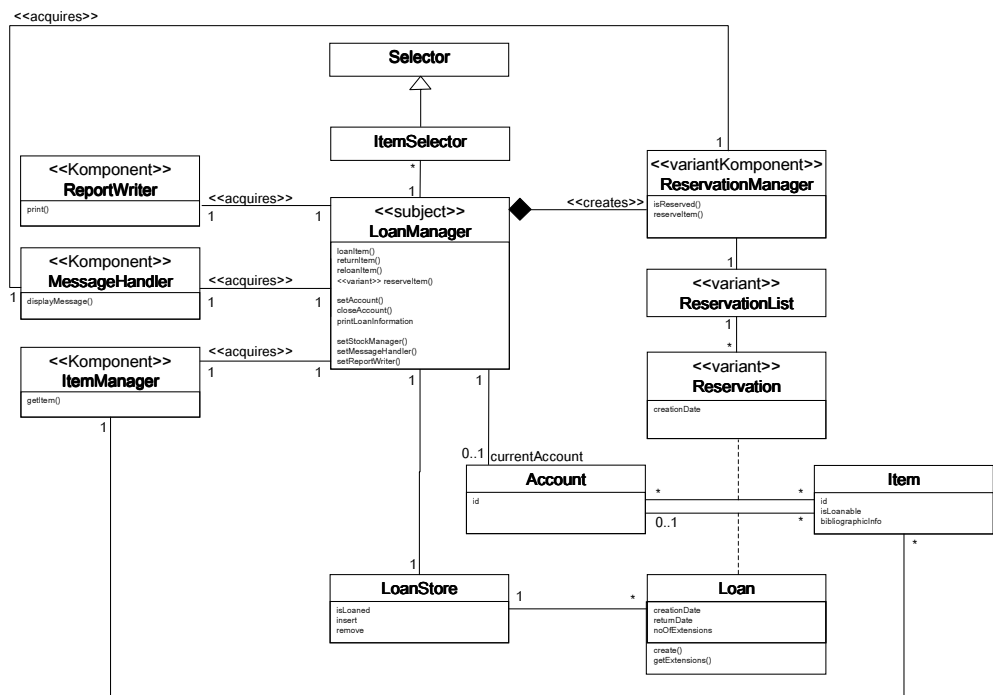 <<acquires>>
Selector
ItemSelector
*
1
1
<<Komponent>>
ReportWriter
print()
<<acquires>>
1
1
<<subject>>
LoanManager
loanItem()
returnItem()
reloanItem()
<<variant>> reserveItem()
setAccount()
closeAccount()
printLoanInformation
setStockManager()
setMessageHandler()
setReportWriter()
<<creates>>
<<variantKomponent>>
ReservationManager
isReserved()
reserveItem()
<<Komponent>>
MessageHandler
displayMessage()
1
<<acquires>>
1
1
1
<<variant>>
ReservationList
1
*
<<Komponent>>
ItemManager
getItem()
<<acquires>>
1
1
1
1
1
<<variant>>
Reservation
creationDate
0..1
currentAccount
Account
id
*
*
0..1
*
Item
id
isLoanable
bibliographicInfo
*
1
LoanStore
isLoaned
insert
remove
1
*
Loan
creationDate
returnDate
noOfExtensions
create()
getExtensions()